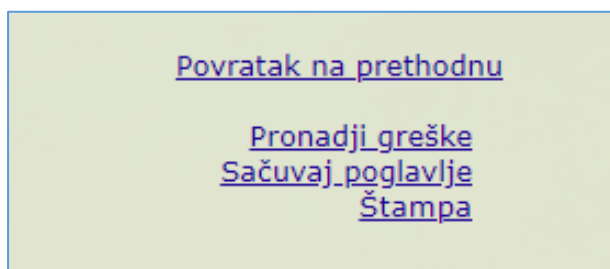 Povratak na prethodnu
Pronadji greške
Sačuvaj poglavlje
Štampa